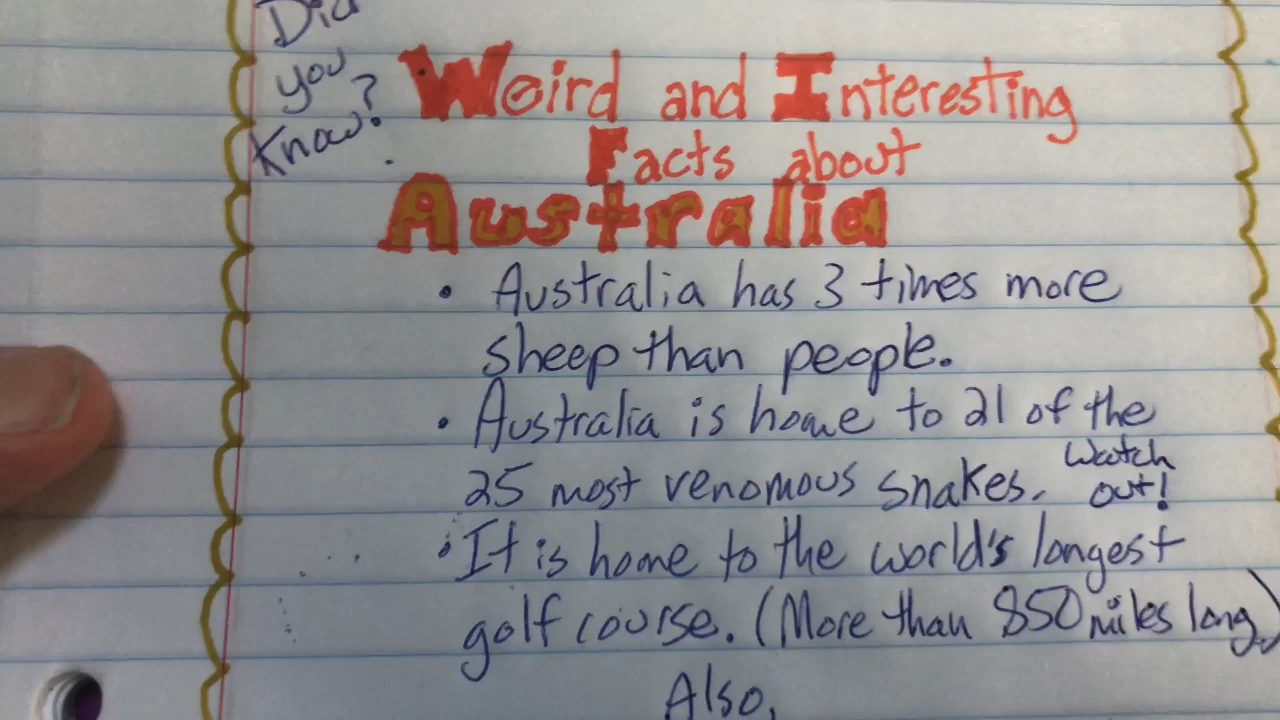 Did
you
know?
Weird and Interesting
Facts about
Australia
• Australia has 3 times more
sheep than people.
• Australia is home to 21 of the
25 most venomous snakes. Watch
out!
• It is home to the world's longest
golf course. (More than 850 miles long)
Also,